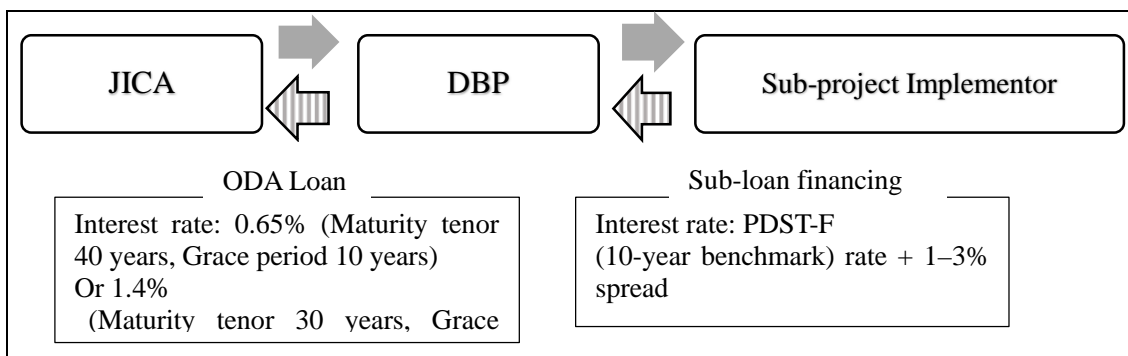 JICA
DBP
Sub-project Implementor
ODA Loan
Interest rate: 0.65% (Maturity tenor
40 years, Grace period 10 years)
Or 1.4%
(Maturity tenor 30 years, Grace
Sub-loan financing
Interest rate: PDST-F
(10-year benchmark) rate + 1–3%
spread